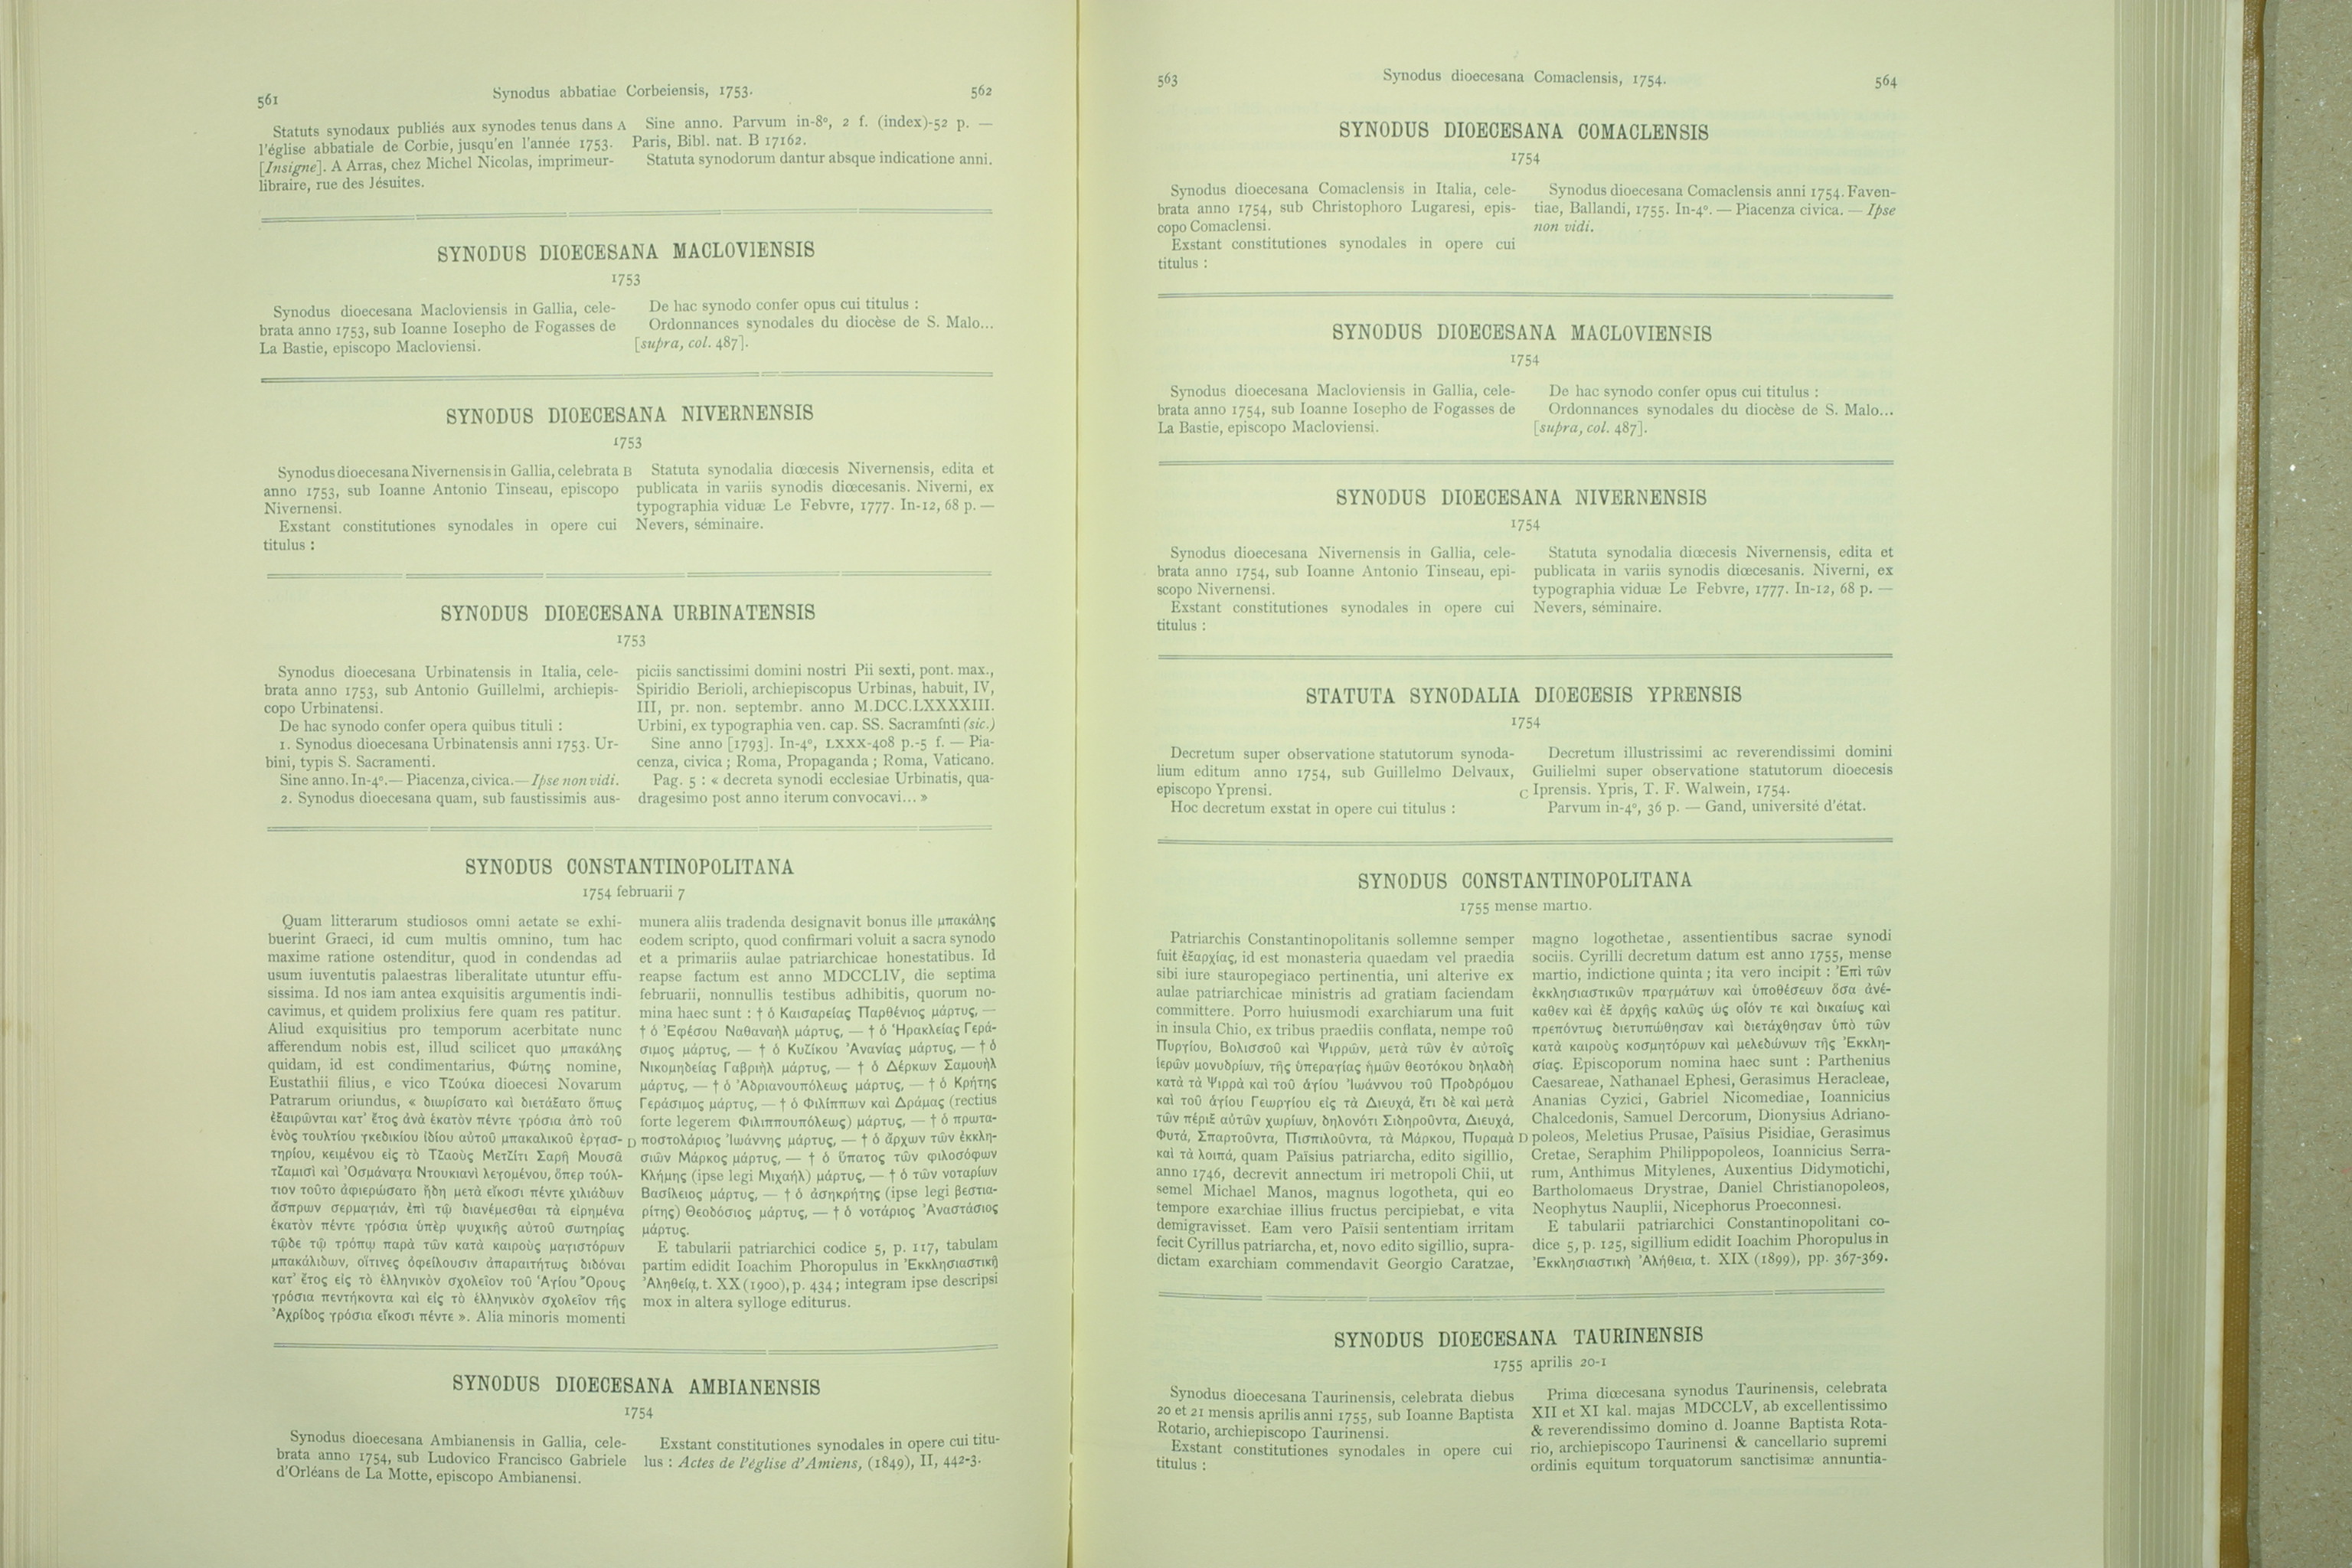 561
Synodus abbatiae Corbeiensis, 1753.
562
Statuts synodaux publiés aux synodes tenus dans
l'église abbatiale de Corbie, jusqu'en l'année 1753.
[Insigne]. A Arras, chez Michel Nicolas, imprimeur-
libraire, rue des Jésuites.
A
Sine anno. Parvum in-8º, 2 f. (index)-52 p. —
Paris, Bibl. nat. B 17162.
Statuta synodorum dantur absque indicatione anni.
SYNODUS DIOECESANA MACLOVIENSIS
1753
Synodus dioecesana Macloviensis in Gallia, cele-
brata anno 1753, sub Ioanne Iosepho de Fogasses de
La Bastie, episcopo Macloviensi.
De hac synodo confer opus cui titulus :
Ordonnances synodales du diocèse de S. Malo...
[supra, col. 487].
SYNODUS DIOECESANA NIVERNENSIS
1753
Synodus dioecesana Nivernensis in Gallia, celebrata
anno 1753, sub Ioanne Antonio Tinseau, episcopo
Nivernensi.
Exstant constitutiones synodales in opere cui
titulus :
B
Statuta synodalia diœcesis Nivernensis, edita et
publicata in variis synodis diœcesanis. Niverni, ex
typographia viduæ Le Febvre, 1777. In-12, 68 p. —
Nevers, séminaire.
SYNODUS DIOECESANA URBINATENSIS
1753
Synodus dioecesana Urbinatensis in Italia, cele-
brata anno 1753, sub Antonio Guillelmi, archiepis-
copo Urbinatensi.
De hac synodo confer opera quibus tituli :
1. Synodus dioecesana Urbinatensis anni 1753. Ur-
bini, typis S. Sacramenti.
Sine anno. In-4º. — Piacenza, civica. — Ipse non vidi.
2. Synodus dioecesana quam, sub faustissimis aus-
piciis sanctissimi domini nostri Pii sexti, pont. max.,
Spiridio Berioli, archiepiscopus Urbinas, habuit, IV,
III, pr. non. septembr. anno M.DCC.LXXXXIII.
Urbini, ex typographia ven. cap. SS. Sacramfnti (sic.)
Sine anno [1793]. In-4º, LXXX-408 p.-5 f. — Pia-
cenza, civica ; Roma, Propaganda ; Roma, Vaticano.
Pag. 5 : « decreta synodi ecclesiae Urbinatis, qua-
dragesimo post anno iterum convocavi... »
SYNODUS CONSTANTINOPOLITANA
1754 februarii 7
Quam litterarum studiosos omni aetate se exhi-
buerint Graeci, id cum multis omnino, tum hac
maxime ratione ostenditur, quod in condendas ad
usum iuventutis palaestras liberalitate utuntur effu-
sissima. Id nos iam antea exquisitis argumentis indi-
cavimus, et quidem prolixius fere quam res patitur.
Aliud exquisitius pro temporum acerbitate nunc
afferendum nobis est, illud scilicet quo μπακάλης
quidam, id est condimentarius, Φώτης nomine,
Eustathii filius, e vico Τζούκα dioecesi Novarum
Patrarum oriundus, « διωρίσατο καὶ διετάξατο ὅπως
ἐξαιρῶνται κατ' ἔτος ἀνὰ ἑκατὸν πέντε γρόσια ἀπὸ τοῦ
ἑνὸς τουλτίου γκεδικίου ἰδίου αὐτοῦ μπακαλικοῦ ἐργασ-
τηρίου, κειμένου εἰς τὸ Τζαοὺς Μετζίτι Σαρῆ Μουσᾶ
τζαμισὶ καὶ Ὀσμάναγα Ντουκιανὶ λεγομένου, ὅπερ τούλ-
τιον τοῦτο ἀφιερώσατο ἤδη μετὰ εἴκοσι πέντε χιλιάδων
ἄσπρων σερμαγιάν, ἐπὶ τῷ διανέμεσθαι τὰ εἰρημένα
ἑκατὸν πέντε γρόσια ὑπὲρ ψυχικῆς αὐτοῦ σωτηρίας
τῷδε τῷ τρόπῳ παρὰ τῶν κατὰ καιροὺς μαγιστόρων
μπακάλιδων, οἵτινες ὀφείλουσιν ἀπαραιτήτως διδόναι
κατ' ἔτος εἰς τὸ ἑλληνικὸν σχολεῖον τοῦ Ἁγίου Ὄρους
γρόσια πεντήκοντα καὶ εἰς τὸ ἑλληνικὸν σχολεῖον τῆς
Ἀχρίδος γρόσια εἴκοσι πέντε ». Alia minoris momenti
D
munera aliis tradenda designavit bonus ille μπακάλης
eodem scripto, quod confirmari voluit a sacra synodo
et a primariis aulae patriarchicae honestatibus. Id
reapse factum est anno MDCCLIV, die septima
februarii, nonnullis testibus adhibitis, quorum no-
mina haec sunt : † ὁ Καισαρείας Παρθένιος μάρτυς, —
† ὁ Ἐφέσου Ναθαναὴλ μάρτυς, — † ὁ Ἡρακλείας Γερά-
σιμος μάρτυς, — † ὁ Κυζίκου Ἀνανίας μάρτυς, — † ὁ
Νικομηδείας Γαβριὴλ μάρτυς, — † ὁ Δέρκων Σαμουὴλ
μάρτυς, — † ὁ Ἀδριανουπόλεως μάρτυς, — † ὁ Κρήτης
Γεράσιμος μάρτυς, — † ὁ Φιλίππων καὶ Δράμας (rectius
forte legerem Φιλιππουπόλεως) μάρτυς, — † ὁ πρωτα-
ποστολάριος Ἰωάννης μάρτυς, — † ὁ ἄρχων τῶν ἐκκλη-
σιῶν Μάρκος μάρτυς, — † ὁ ὕπατος τῶν φιλοσόφων
Κλήμης (ipse legi Μιχαήλ) μάρτυς, — † ὁ τῶν νοταρίων
Βασίλειος μάρτυς, — † ὁ ἀσηκρήτης (ipse legi βεστια-
ρίτης) Θεοδόσιος μάρτυς, — † ὁ νοτάριος Ἀναστάσιος
μάρτυς.
E tabularii patriarchici codice 5, p. 117, tabulam
partim edidit Ioachim Phoropulus in Ἐκκλησιαστικῇ
Ἀληθείᾳ, t. XX (1900), p. 434 ; integram ipse descripsi
mox in altera sylloge editurus.
SYNODUS DIOECESANA AMBIANENSIS
1754
Synodus dioecesana Ambianensis in Gallia, cele-
brata anno 1754, sub Ludovico Francisco Gabriele
d'Orléans de La Motte, episcopo Ambianensi.
Exstant constitutiones synodales in opere cui titu-
lus : Actes de l'église d'Amiens, (1849), II, 442-3.
563
Synodus dioecesana Comaclensis, 1754.
564
SYNODUS DIOECESANA COMACLENSIS
1754
Synodus dioecesana Comaclensis in Italia, cele-
brata anno 1754, sub Christophoro Lugaresi, epis-
copo Comaclensi.
Exstant constitutiones synodales in opere cui
titulus :
Synodus dioecesana Comaclensis anni 1754. Faven-
tiae, Ballandi, 1755. In-4º. — Piacenza civica. — Ipse
non vidi.
SYNODUS DIOECESANA MACLOVIENSIS
1754
Synodus dioecesana Macloviensis in Gallia, cele-
brata anno 1754, sub Ioanne Iosepho de Fogasses de
La Bastie, episcopo Macloviensi.
De hac synodo confer opus cui titulus :
Ordonnances synodales du diocèse de S. Malo...
[supra, col. 487].
SYNODUS DIOECESANA NIVERNENSIS
1754
Synodus dioecesana Nivernensis in Gallia, cele-
brata anno 1754, sub Ioanne Antonio Tinseau, epi-
scopo Nivernensi.
Exstant constitutiones synodales in opere cui
titulus :
Statuta synodalia diœcesis Nivernensis, edita et
publicata in variis synodis diœcesanis. Niverni, ex
typographia viduæ Le Febvre, 1777. In-12, 68 p. —
Nevers, séminaire.
STATUTA SYNODALIA DIOECESIS YPRENSIS
1754
Decretum super observatione statutorum synoda-
lium editum anno 1754, sub Guillelmo Delvaux,
episcopo Yprensi.
Hoc decretum exstat in opere cui titulus :
C
Decretum illustrissimi ac reverendissimi domini
Guilielmi super observatione statutorum dioecesis
Iprensis. Ypris, T. F. Walwein, 1754.
Parvum in-4º, 36 p. — Gand, université d'état.
SYNODUS CONSTANTINOPOLITANA
1755 mense martio.
Patriarchis Constantinopolitanis sollemne semper
fuit ἐξαρχίας, id est monasteria quaedam vel praedia
sibi iure stauropegiaco pertinentia, uni alterive ex
aulae patriarchicae ministris ad gratiam faciendam
committere. Porro huiusmodi exarchiarum una fuit
in insula Chio, ex tribus praediis conflata, nempe τοῦ
Πυργίου, Βολισσοῦ καὶ Ψιρρῶν, μετὰ τῶν ἐν αὐτοῖς
ἱερῶν μονυδρίων, τῆς ὑπεραγίας ἡμῶν θεοτόκου δηλαδὴ
κατὰ τὰ Ψιρρὰ καὶ τοῦ ἁγίου Ἰωάννου τοῦ Προδρόμου
καὶ τοῦ ἁγίου Γεωργίου εἰς τὰ Διευχά, ἔτι δὲ καὶ μετὰ
τῶν πέριξ αὐτῶν χωρίων, δηλονότι Σιδηροῦντα, Διευχά,
Φυτά, Σπαρτοῦντα, Πισπιλοῦντα, τὰ Μάρκου, Πυραμὰ
καὶ τὰ λοιπά, quam Païsius patriarcha, edito sigillio,
anno 1746, decrevit annectum iri metropoli Chii, ut
semel Michael Manos, magnus logotheta, qui eo
tempore exarchiae illius fructus percipiebat, e vita
demigravisset. Eam vero Païsii sententiam irritam
fecit Cyrillus patriarcha, et, novo edito sigillio, supra-
dictam exarchiam commendavit Georgio Caratzae,
D
magno logothetae, assentientibus sacrae synodi
sociis. Cyrilli decretum datum est anno 1755, mense
martio, indictione quinta ; ita vero incipit : Ἐπὶ τῶν
ἐκκλησιαστικῶν πραγμάτων καὶ ὑποθέσεων ὅσα ἀνέ-
καθεν καὶ ἐξ ἀρχῆς καλῶς ὡς οἷόν τε καὶ δικαίως καὶ
πρεπόντως διετυπώθησαν καὶ διετάχθησαν ὑπὸ τῶν
κατὰ καιροὺς κοσμητόρων καὶ μελεδώνων τῆς Ἐκκλη-
σίας. Episcoporum nomina haec sunt : Parthenius
Caesareae, Nathanael Ephesi, Gerasimus Heracleae,
Ananias Cyzici, Gabriel Nicomediae, Ioannicius
Chalcedonis, Samuel Dercorum, Dionysius Adriano-
poleos, Meletius Prusae, Païsius Pisidiae, Gerasimus
Cretae, Seraphim Philippopoleos, Ioannicius Serra-
rum, Anthimus Mitylenes, Auxentius Didymotichi,
Bartholomaeus Drystrae, Daniel Christianopoleos,
Neophytus Nauplii, Nicephorus Proeconnesi.
E tabularii patriarchici Constantinopolitani co-
dice 5, p. 125, sigillium edidit Ioachim Phoropulus in
Ἐκκλησιαστικὴ Ἀλήθεια, t. XIX (1899), pp. 367-369.
SYNODUS DIOECESANA TAURINENSIS
1755 aprilis 20-1
Synodus dioecesana Taurinensis, celebrata diebus
20 et 21 mensis aprilis anni 1755, sub Ioanne Baptista
Rotario, archiepiscopo Taurinensi.
Exstant constitutiones synodales in opere cui
titulus :
Prima diœcesana synodus Taurinensis, celebrata
XII et XI kal. majas MDCCLV, ab excellentissimo
& reverendissimo domino d. Joanne Baptista Rota-
rio, archiepiscopo Taurinensi & cancellario supremi
ordinis equitum torquatorum sanctisimæ annuntia-